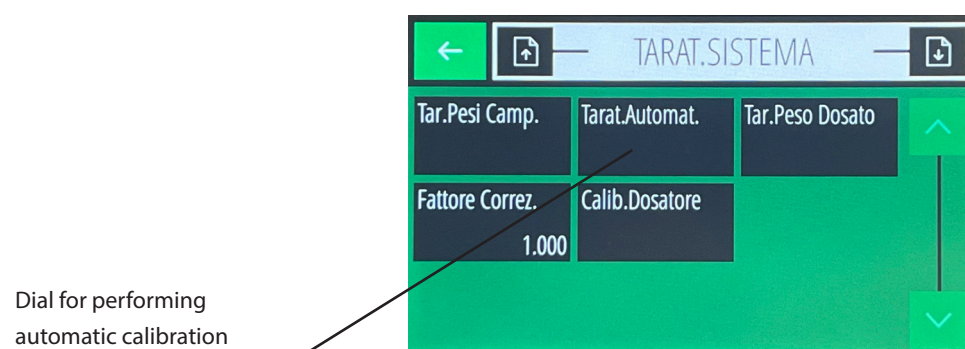 TARAT.SISTEMA
Tar.Pesi Camp.
Tarat.Automat.
Tar.Peso Dosato
Fattore Correz.
1.000
Calib.Dosatore
Dial for performing
automatic calibration